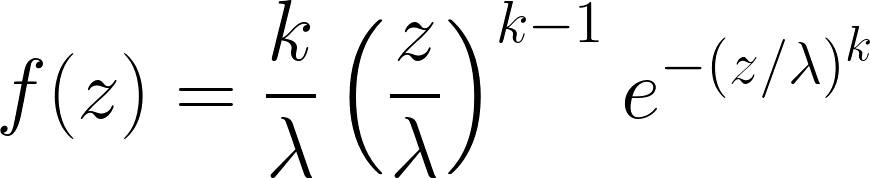 f(z) = \frac{k}{\lambda} \left( \frac{z}{\lambda} \right)^{k-1} e^{-(z/\lambda)^k}